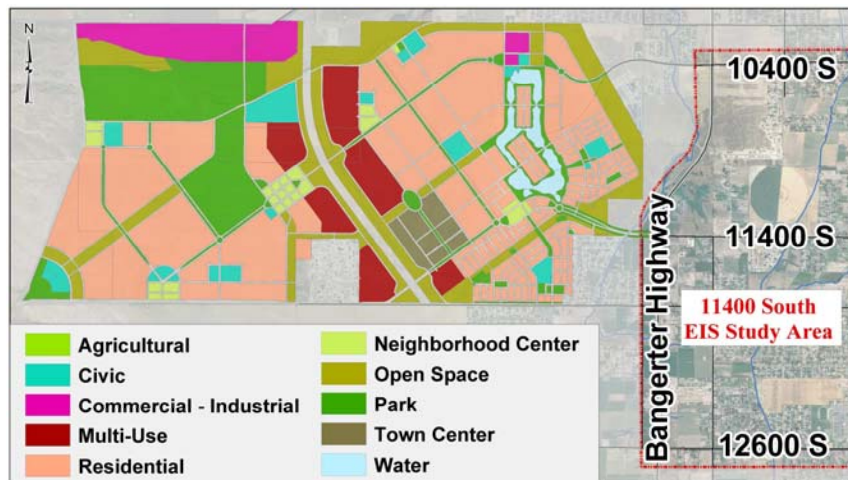 N
10400 S
11400 S
Bangerter Highway
11400 South
EIS Study Area
12600 S
Agricultural
Civic
Commercial - Industrial
Multi-Use
Residential
Neighborhood Center
Open Space
Park
Town Center
Water